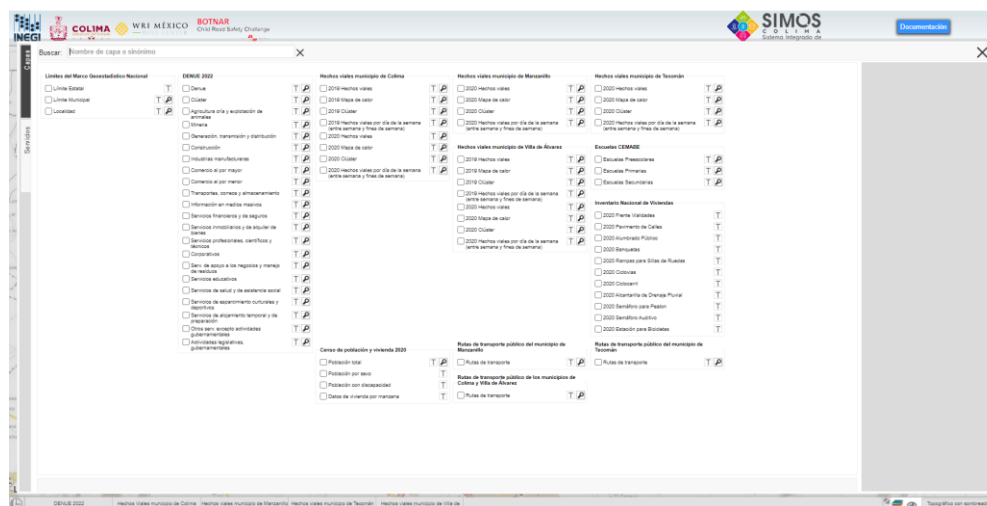 INEGI
COLIMA
WRI MÉXICO
BOTNAR
Child Road Safety Challenge
SIMOS
COLIMA
Sistema Integrado de
Documentación
Capas
Servicios
Buscar: Nombre de capa o sinónimo
Límites del Marco Geoestadístico Nacional
Límite Estatal T
Límite Municipal T
Localidad T
DENUE 2022
Denue T
Clúster T
Agricultura cría y explotación de
animales T
Minería T
Generación, transmisión y distribución T
Construcción T
Industrias manufactureras T
Comercio al por mayor T
Comercio al por menor T
Transportes, correos y almacenamiento T
Información en medios masivos T
Servicios financieros y de seguros T
Servicios inmobiliarios y de alquiler de
bienes T
Servicios profesionales, científicos y
técnicos T
Corporativos T
Serv. de apoyo a los negocios y manejo
de residuos T
Servicios educativos T
Servicios de salud y de asistencia social T
Servicios de esparcimiento culturales y
deportivos T
Servicios de alojamiento temporal y de
preparación T
Otros serv. excepto actividades
gubernamentales T
Actividades legislativas,
gubernamentales T
Hechos viales municipio de Colima
2019 Hechos viales T
2019 Mapa de calor T
2019 Clúster T
2019 Hechos viales por día de la semana
(entre semana y fines de semana) T
2020 Hechos viales T
2020 Mapa de calor T
2020 Clúster T
2020 Hechos viales por día de la semana
(entre semana y fines de semana) T
Censo de población y vivienda 2020
Población total T
Población por sexo T
Población con discapacidad T
Datos de vivienda por manzana T
Hechos viales municipio de Manzanillo
2020 Hechos viales T
2020 Mapa de calor T
2020 Clúster T
2020 Hechos viales por día de la semana
(entre semana y fines de semana) T
Hechos viales municipio de Villa de Álvarez
2019 Hechos viales T
2019 Mapa de calor T
2019 Clúster T
2019 Hechos viales por día de la semana
(entre semana y fines de semana) T
2020 Hechos viales T
2020 Mapa de calor T
2020 Clúster T
2020 Hechos viales por día de la semana
(entre semana y fines de semana) T
Rutas de transporte público del municipio de
Manzanillo
Rutas de transporte T
Rutas de transporte público de los municipios de
Colima y Villa de Álvarez
Rutas de transporte T
Hechos viales municipio de Tecomán
2020 Hechos viales T
2020 Mapa de calor T
2020 Clúster T
2020 Hechos viales por día de la semana
(entre semana y fines de semana) T
Escuelas CEMABE
Escuelas Preescolares T
Escuelas Primarias T
Escuelas Secundarias T
Inventario Nacional de Viviendas
2020 Frente Vialidades T
2020 Pavimento de Calles T
2020 Alumbrado Público T
2020 Banquetas T
2020 Rampas para Sillas de Ruedas T
2020 Ciclovías T
2020 Ciclocarril T
2020 Alcantarilla de Drenaje Pluvial T
2020 Semáforo para Peatón T
2020 Semáforo Auditivo T
2020 Estación para Bicicletas T
Rutas de transporte público del municipio de
Tecomán
Rutas de transporte T
DENUE 2022
Hechos viales municipio de Colima
Hechos viales municipio de Manzanillo
Hechos viales municipio de Tecomán
Hechos viales municipio de Villa de
Topográfico con sombreado